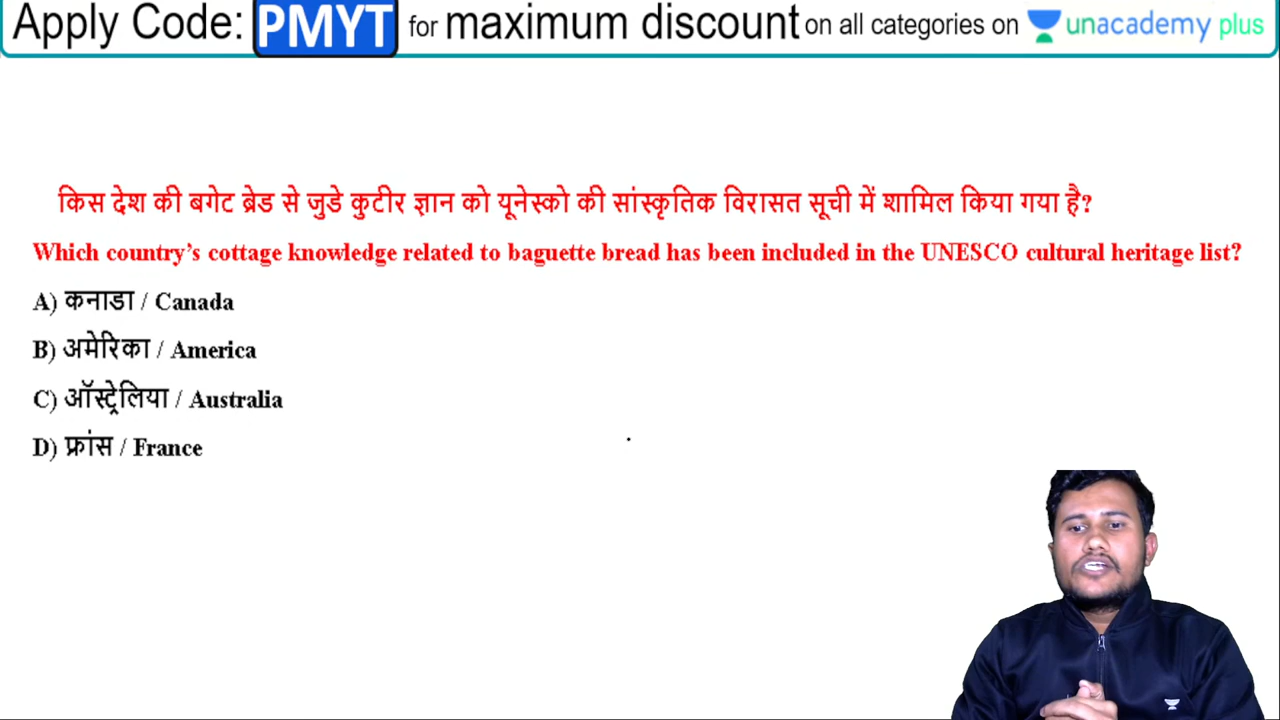 Apply Code: PMYT for maximum discount on all categories on unacademy plus
किस देश की बगेट ब्रेड से जुडे कुटीर ज्ञान को यूनेस्को की सांस्कृतिक विरासत सूची में शामिल किया गया है?
Which country’s cottage knowledge related to baguette bread has been included in the UNESCO cultural heritage list?
A) कनाडा / Canada
B) अमेरिका / America
C) ऑस्ट्रेलिया / Australia
D) फ्रांस / France